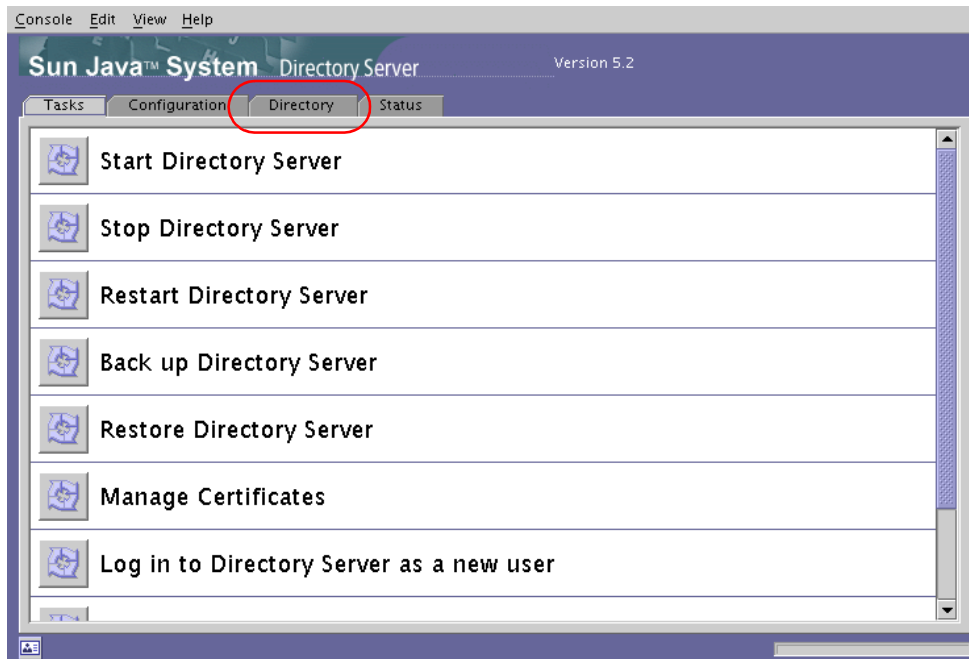 Console Edit View Help
Sun Java™ System Directory Server Version 5.2
Tasks Configuration Directory Status
Start Directory Server
Stop Directory Server
Restart Directory Server
Back up Directory Server
Restore Directory Server
Manage Certificates
Log in to Directory Server as a new user